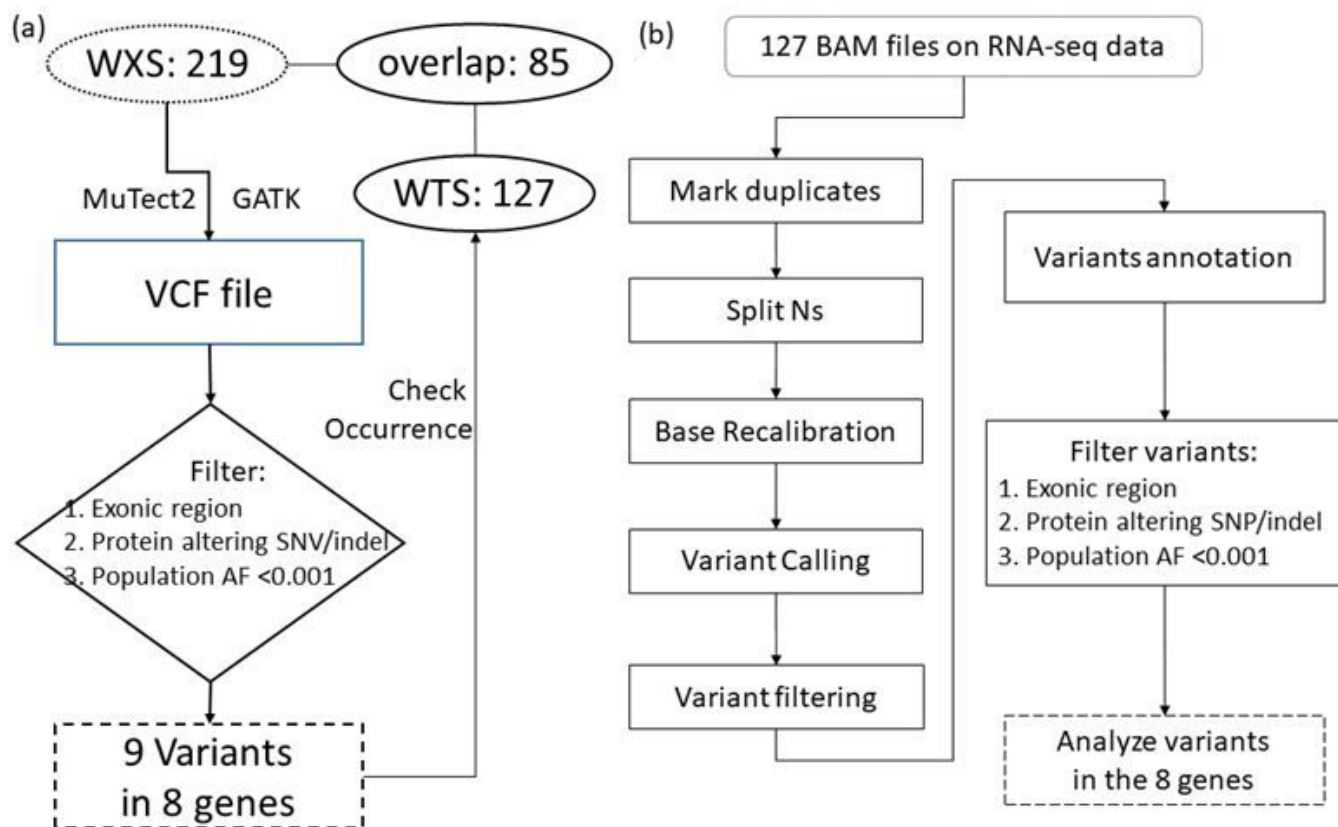 (a)
WXS: 219
overlap: 85
WTS: 127
MuTect2
GATK
VCF file
Check
Occurrence
Filter:
1. Exonic region
2. Protein altering SNV/indel
3. Population AF <0.001
9 Variants
in 8 genes
(b)
127 BAM files on RNA-seq data
Mark duplicates
Split Ns
Base Recalibration
Variant Calling
Variant filtering
Variants annotation
Filter variants:
1. Exonic region
2. Protein altering SNP/indel
3. Population AF <0.001
Analyze variants
in the 8 genes